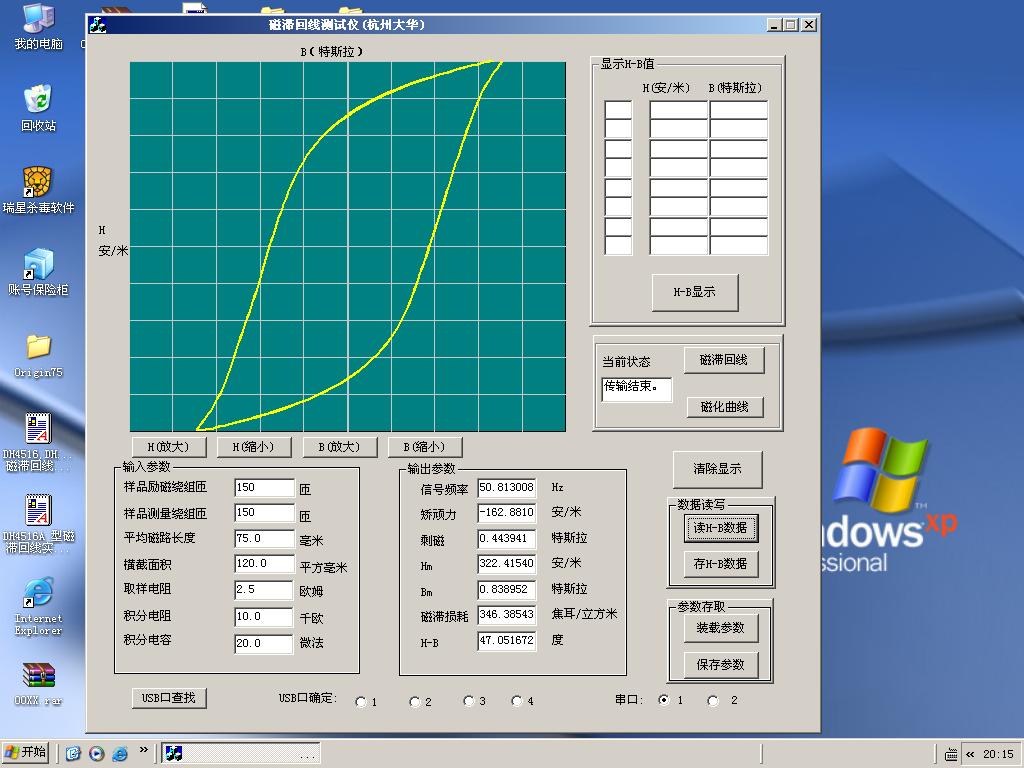 我的电脑
回收站
瑞星杀毒软件
账号保险柜
Origin75
DH4516_DH...
磁滞回线...
DH4516A_型磁
滞回线实...
Internet
Explorer
OOXX.rar
磁滞回线测试仪(杭州大华)
B(特斯拉)
H
安/米
H(放大)
H(缩小)
B(放大)
B(缩小)
显示H-B值
H(安/米)
B(特斯拉)
H-B显示
当前状态
传输结束。
磁滞回线
磁化曲线
输入参数
样品励磁绕组匝
150
匝
样品测量绕组匝
150
匝
平均磁路长度
75.0
毫米
横截面积
120.0
平方毫米
取样电阻
2.5
欧姆
积分电阻
10.0
千欧
积分电容
20.0
微法
输出参数
信号频率
50.813008
Hz
矫顽力
-162.8810
安/米
剩磁
0.443941
特斯拉
Hm
322.41540
安/米
Bm
0.838952
特斯拉
磁滞损耗
346.38543
焦耳/立方米
H-B
47.051672
度
清除显示
数据读写
读H-B数据
存H-B数据
参数存取
装载参数
保存参数
USB口查找
USB口确定:
1
2
3
4
串口:
1
2
ndows xp
TM
ssional
开始
»
...
«
20:15